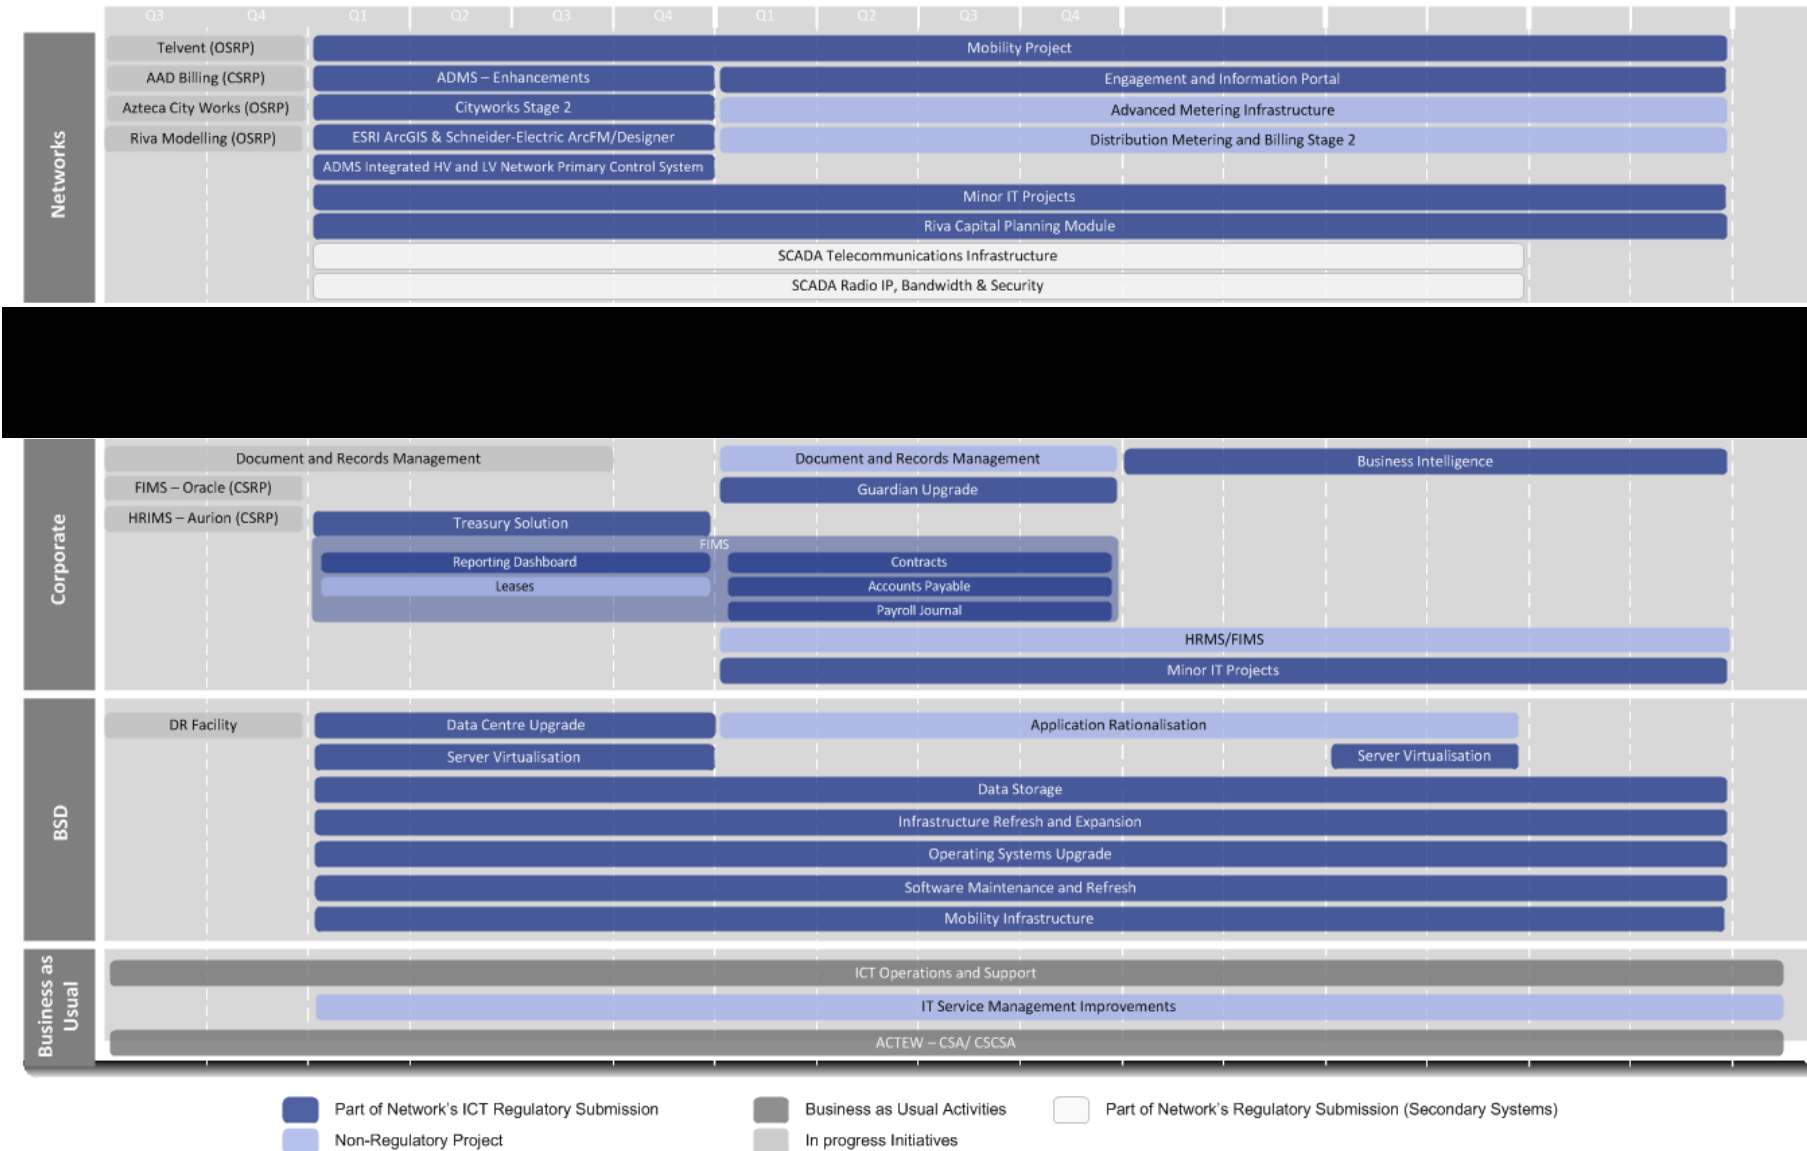 Q3 Q4 Q1 Q2 Q3 Q4 Q1 Q2 Q3 Q4
Networks
Telvent (OSRP)
Mobility Project
AAD Billing (CSRP)
ADMS – Enhancements
Engagement and Information Portal
Azteca City Works (OSRP)
Cityworks Stage 2
Advanced Metering Infrastructure
Riva Modelling (OSRP)
ESRI ArcGIS & Schneider-Electric ArcFM/Designer
Distribution Metering and Billing Stage 2
ADMS Integrated HV and LV Network Primary Control System
Minor IT Projects
Riva Capital Planning Module
SCADA Telecommunications Infrastructure
SCADA Radio IP, Bandwidth & Security
Corporate
Document and Records Management
Document and Records Management
Business Intelligence
FIMS – Oracle (CSRP)
Guardian Upgrade
HRIMS – Aurion (CSRP)
Treasury Solution
FIMS
Reporting Dashboard
Contracts
Leases
Accounts Payable
Payroll Journal
HRMS/FIMS
Minor IT Projects
BSD
DR Facility
Data Centre Upgrade
Application Rationalisation
Server Virtualisation
Server Virtualisation
Data Storage
Infrastructure Refresh and Expansion
Operating Systems Upgrade
Software Maintenance and Refresh
Mobility Infrastructure
Business as
Usual
ICT Operations and Support
IT Service Management Improvements
ACTEW – CSA/ CSCSA
Part of Network's ICT Regulatory Submission
Business as Usual Activities
Part of Network's Regulatory Submission (Secondary Systems)
Non-Regulatory Project
In progress Initiatives